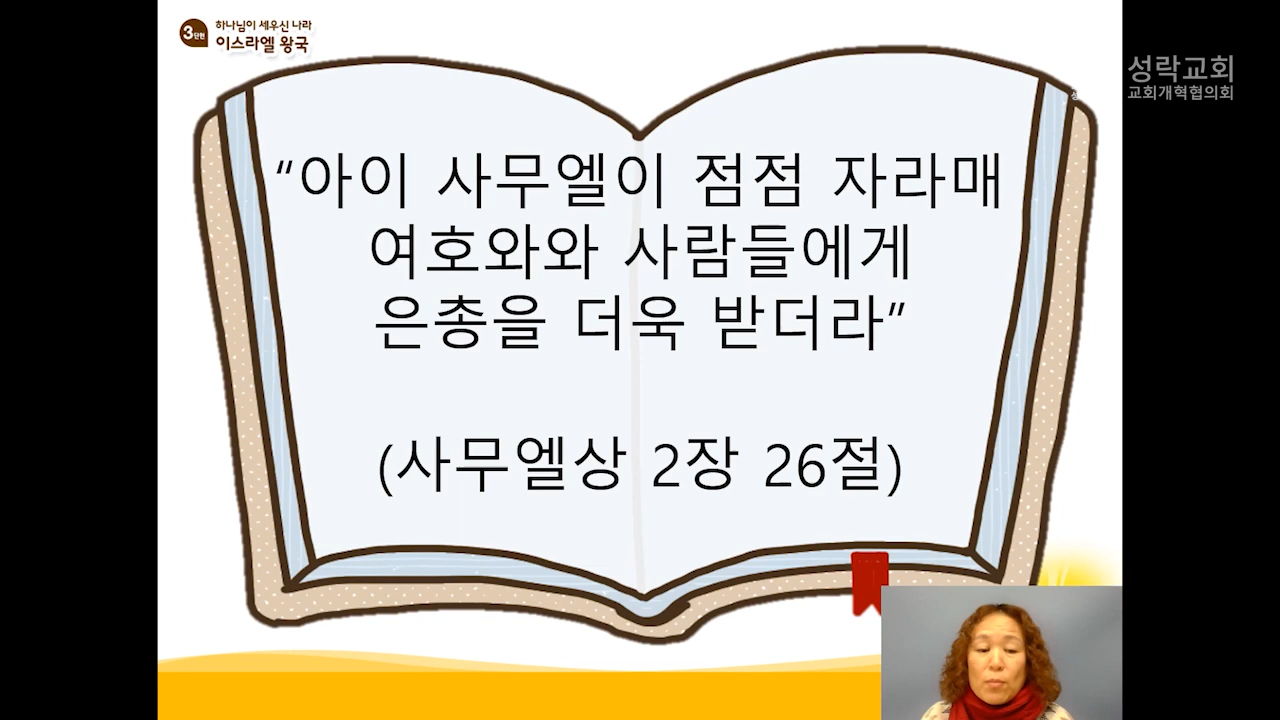 3단원
하나님이 세우신 나라
이스라엘 왕국
성락교회
교회개혁협의회
“아이 사무엘이 점점 자라매
여호와와 사람들에게
은총을 더욱 받더라”
(사무엘상 2장 26절)